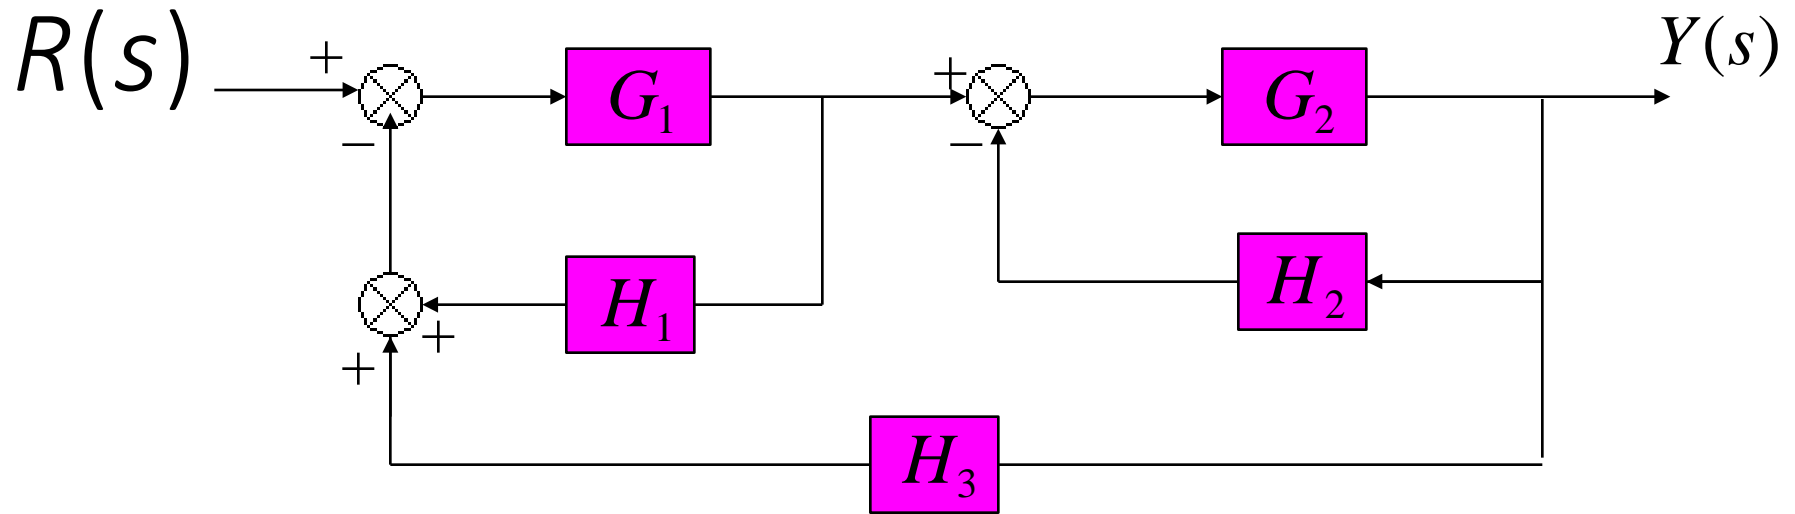 R(s) + G₁ + G₂ Y(s)
− −
H₁ H₂
+ +
H₃